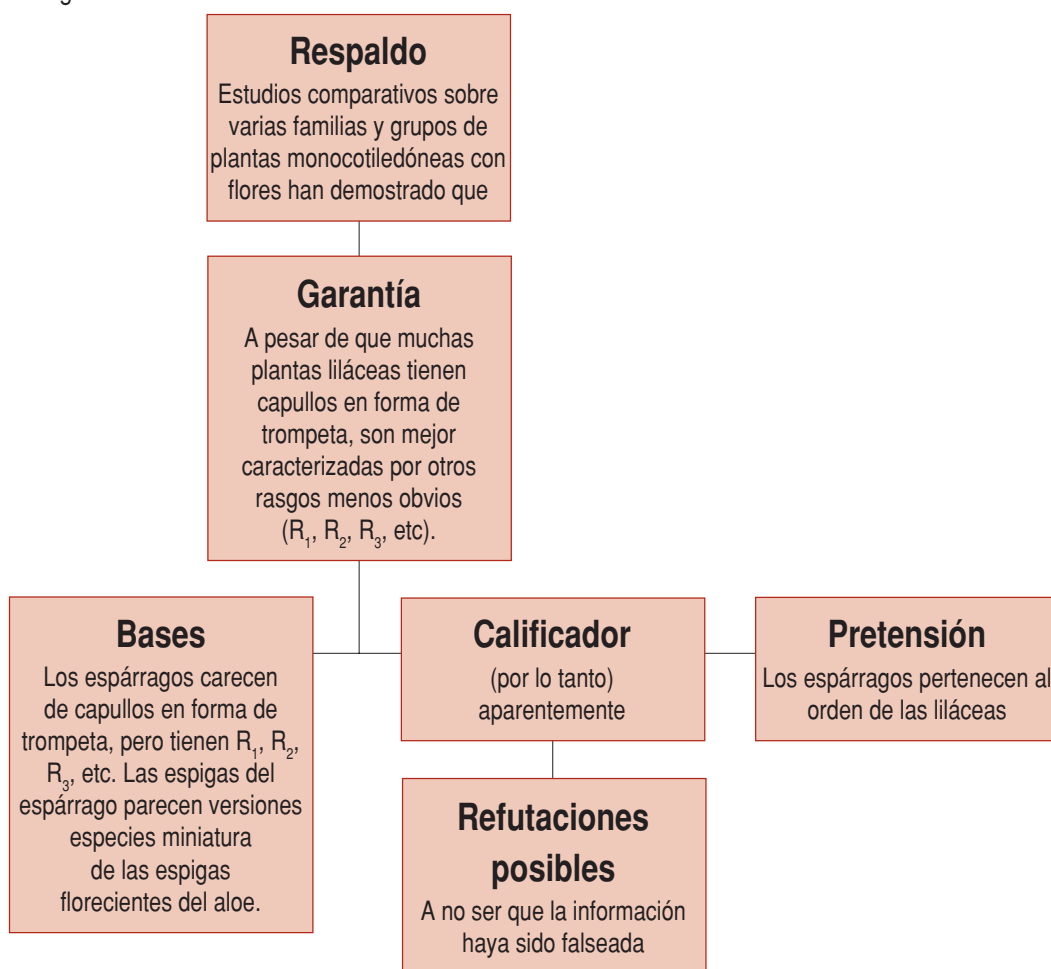 Respaldo
Estudios comparativos sobre
varias familias y grupos de
plantas monocotiledóneas con
flores han demostrado que
Garantía
A pesar de que muchas
plantas liláceas tienen
capullos en forma de
trompeta, son mejor
caracterizadas por otros
rasgos menos obvios
(R₁, R₂, R₃, etc).
Bases
Los espárragos carecen
de capullos en forma de
trompeta, pero tienen R₁, R₂,
R₃, etc. Las espigas del
espárrago parecen versiones
especies miniatura
de las espigas
florecientes del aloe.
Calificador
(por lo tanto)
aparentemente
Pretensión
Los espárragos pertenecen al
orden de las liláceas
Refutaciones
posibles
A no ser que la información
haya sido falseada